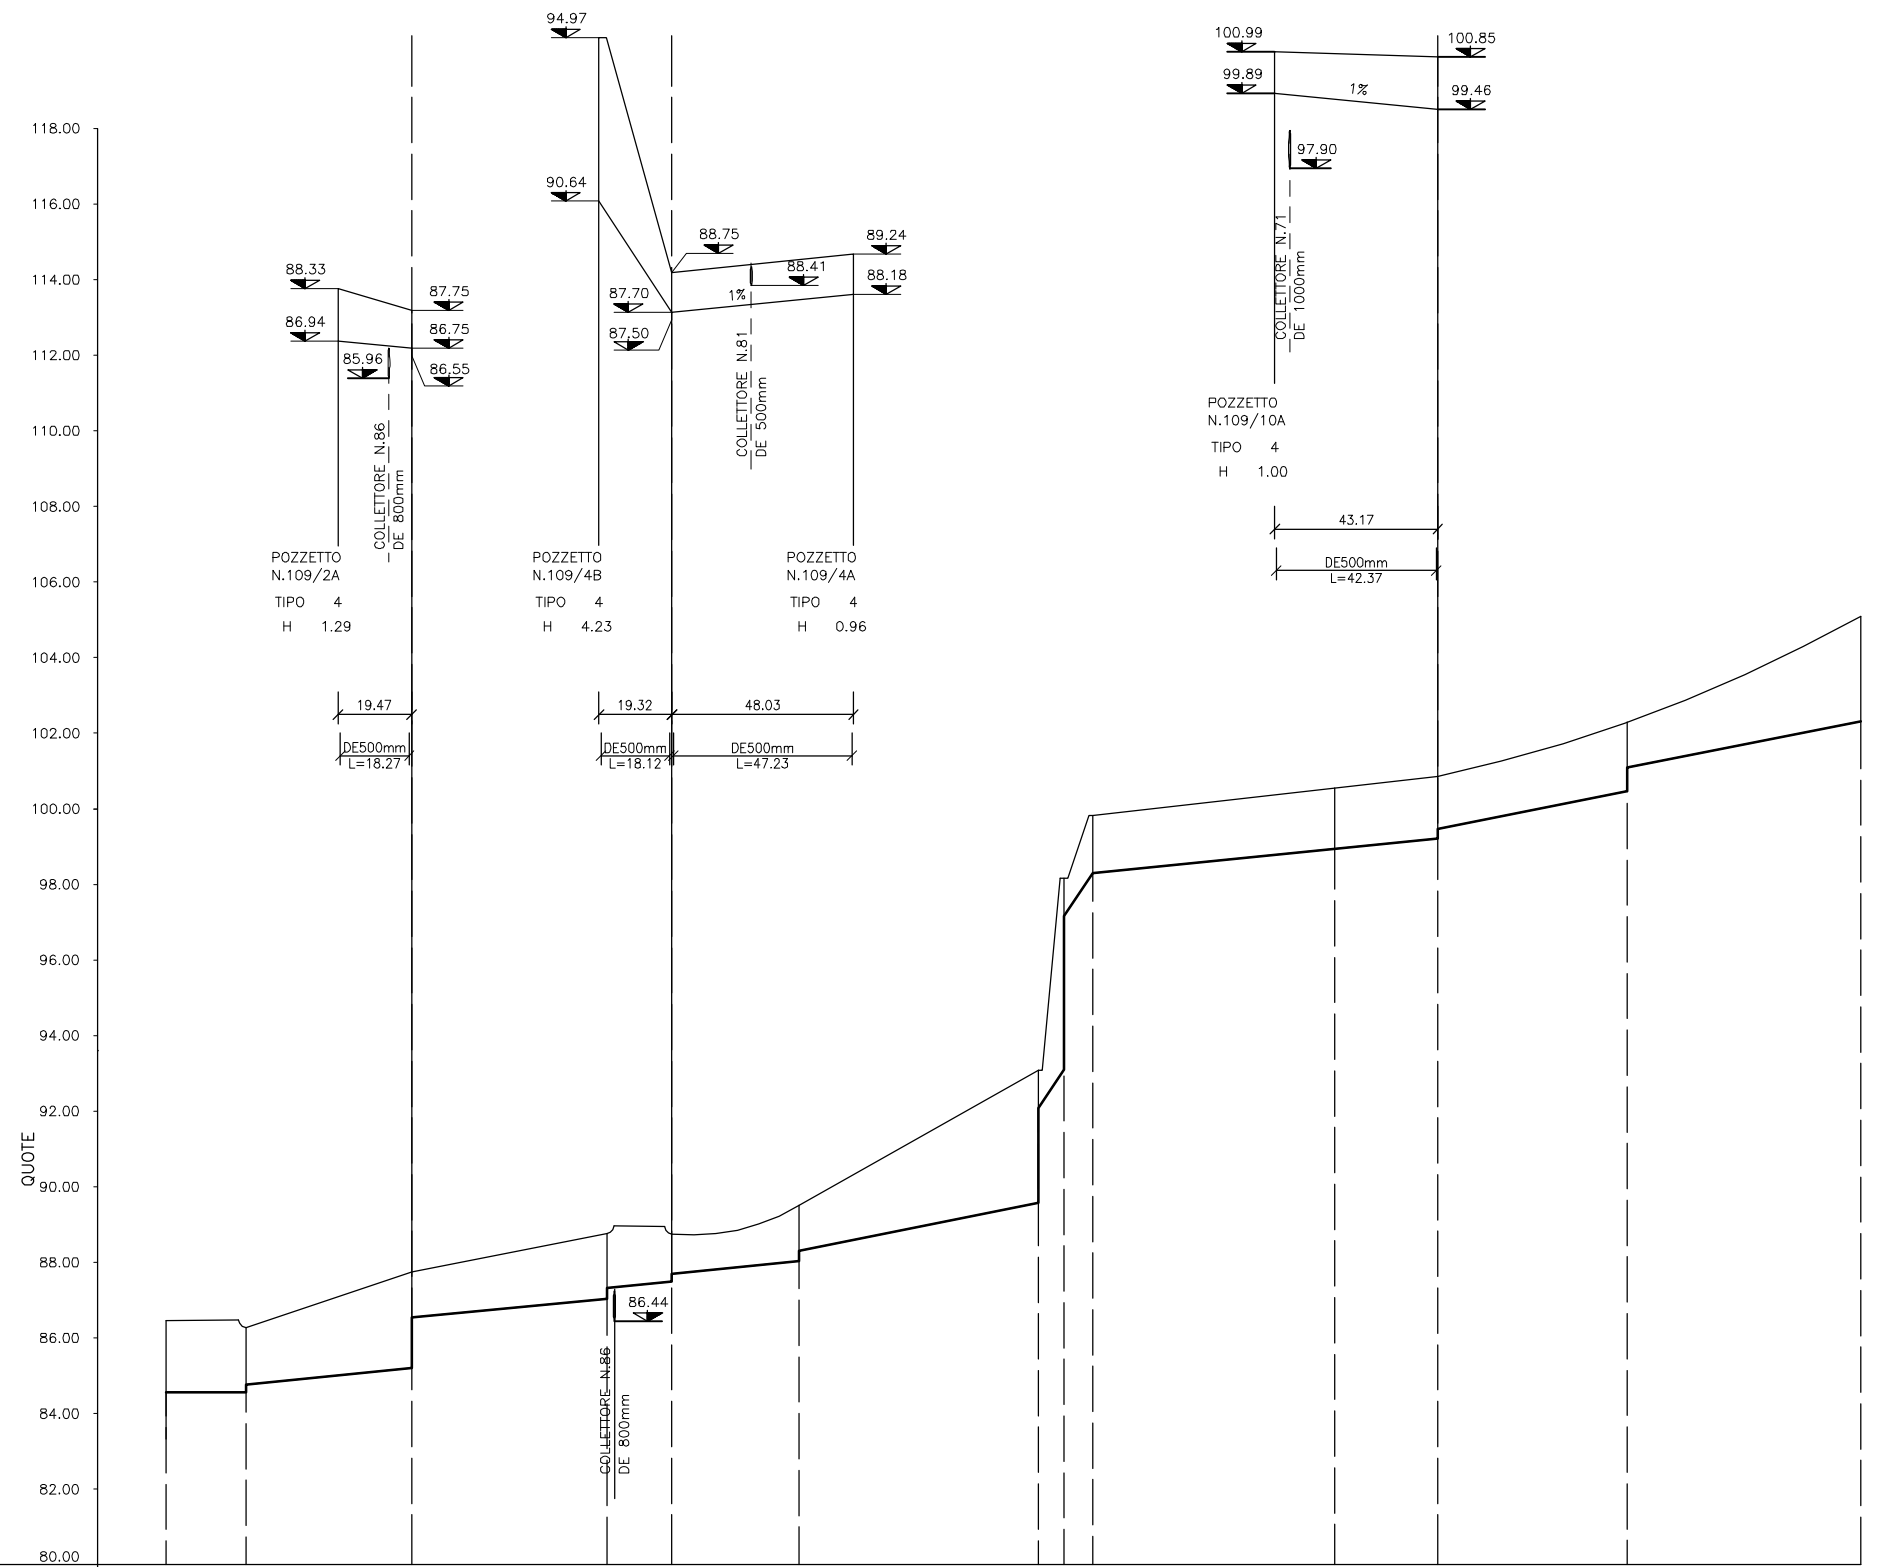 94.97
100.99
100.85
99.89
1%
99.46
118.00
97.90
90.64
116.00
88.75
89.24
COLLETTORE N.71
DE 1000mm
88.33
114.00
88.41
88.18
87.75
87.70
1%
86.94
86.75
87.50
112.00
85.96
86.55
COLLETTORE N.81
DE 500mm
POZZETTO
N.109/10A
TIPO 4
H 1.00
110.00
COLLETTORE N.86
DE 800mm
108.00
43.17
DE500mm
L=42.37
POZZETTO
N.109/2A
TIPO 4
H 1.29
POZZETTO
N.109/4B
TIPO 4
H 4.23
POZZETTO
N.109/4A
TIPO 4
H 0.96
106.00
104.00
19.47
19.32
48.03
102.00
DE500mm
L=18.27
DE500mm
L=18.12
DE500mm
L=47.23
100.00
98.00
96.00
94.00
92.00
QUOTE
90.00
88.00
86.44
86.00
COLLETTORE N.86
DE 800mm
84.00
82.00
80.00